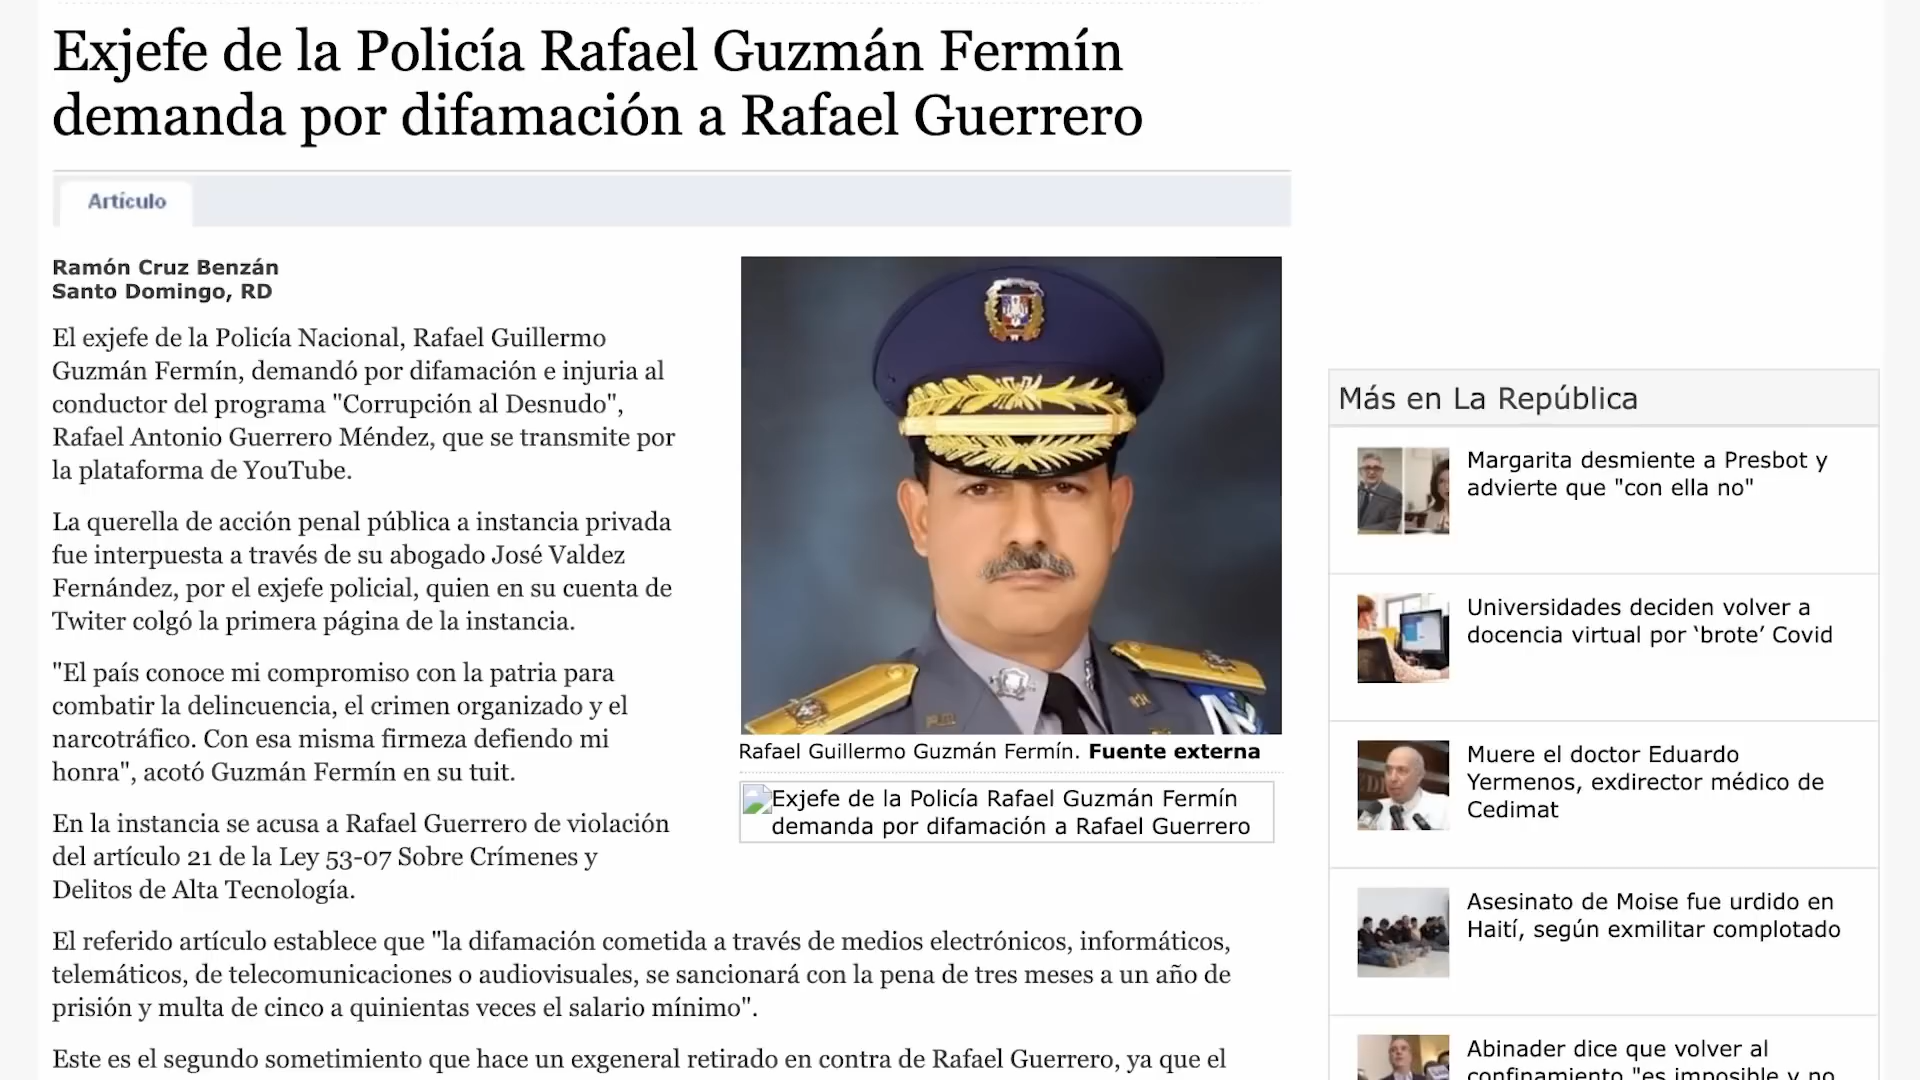 Exjefe de la Policía Rafael Guzmán Fermín
demanda por difamación a Rafael Guerrero
Artículo
Ramón Cruz Benzán
Santo Domingo, RD
El exjefe de la Policía Nacional, Rafael Guillermo
Guzmán Fermín, demandó por difamación e injuria al
conductor del programa "Corrupción al Desnudo",
Rafael Antonio Guerrero Méndez, que se transmite por
la plataforma de YouTube.
La querella de acción penal pública a instancia privada
fue interpuesta a través de su abogado José Valdez
Fernández, por el exjefe policial, quien en su cuenta de
Twiter colgó la primera página de la instancia.
"El país conoce mi compromiso con la patria para
combatir la delincuencia, el crimen organizado y el
narcotráfico. Con esa misma firmeza defiendo mi
honra", acotó Guzmán Fermín en su tuit.
En la instancia se acusa a Rafael Guerrero de violación
del artículo 21 de la Ley 53-07 Sobre Crímenes y
Delitos de Alta Tecnología.
El referido artículo establece que "la difamación cometida a través de medios electrónicos, informáticos,
telemáticos, de telecomunicaciones o audiovisuales, se sancionará con la pena de tres meses a un año de
prisión y multa de cinco a quinientas veces el salario mínimo".
Este es el segundo sometimiento que hace un exgeneral retirado en contra de Rafael Guerrero, ya que el
Rafael Guillermo Guzmán Fermín. Fuente externa
Exjefe de la Policía Rafael Guzmán Fermín
demanda por difamación a Rafael Guerrero
Más en La República
Margarita desmiente a Presbot y
advierte que "con ella no"
Universidades deciden volver a
docencia virtual por ‘brote’ Covid
Muere el doctor Eduardo
Yermenos, exdirector médico de
Cedimat
Asesinato de Moise fue urdido en
Haití, según exmilitar complotado
Abinader dice que volver al
confinamiento "es imposible y no